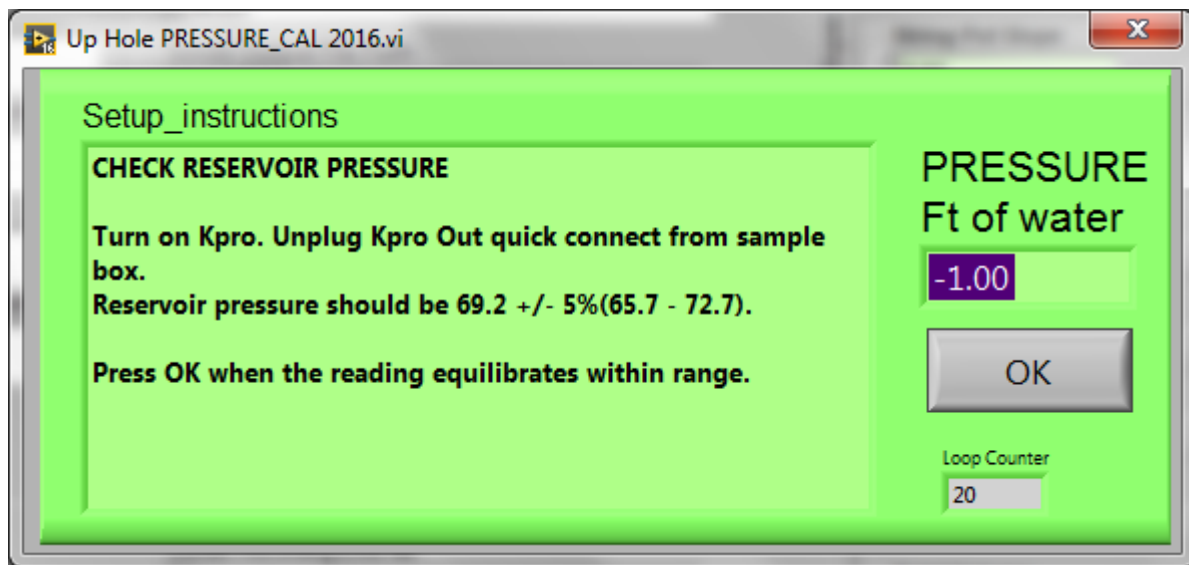 Up Hole PRESSURE_CAL 2016.vi
Setup_instructions
CHECK RESERVOIR PRESSURE
Turn on Kpro. Unplug Kpro Out quick connect from sample
box.
Reservoir pressure should be 69.2 +/- 5%(65.7 - 72.7).
Press OK when the reading equilibrates within range.
PRESSURE
Ft of water
-1.00
OK
Loop Counter
20